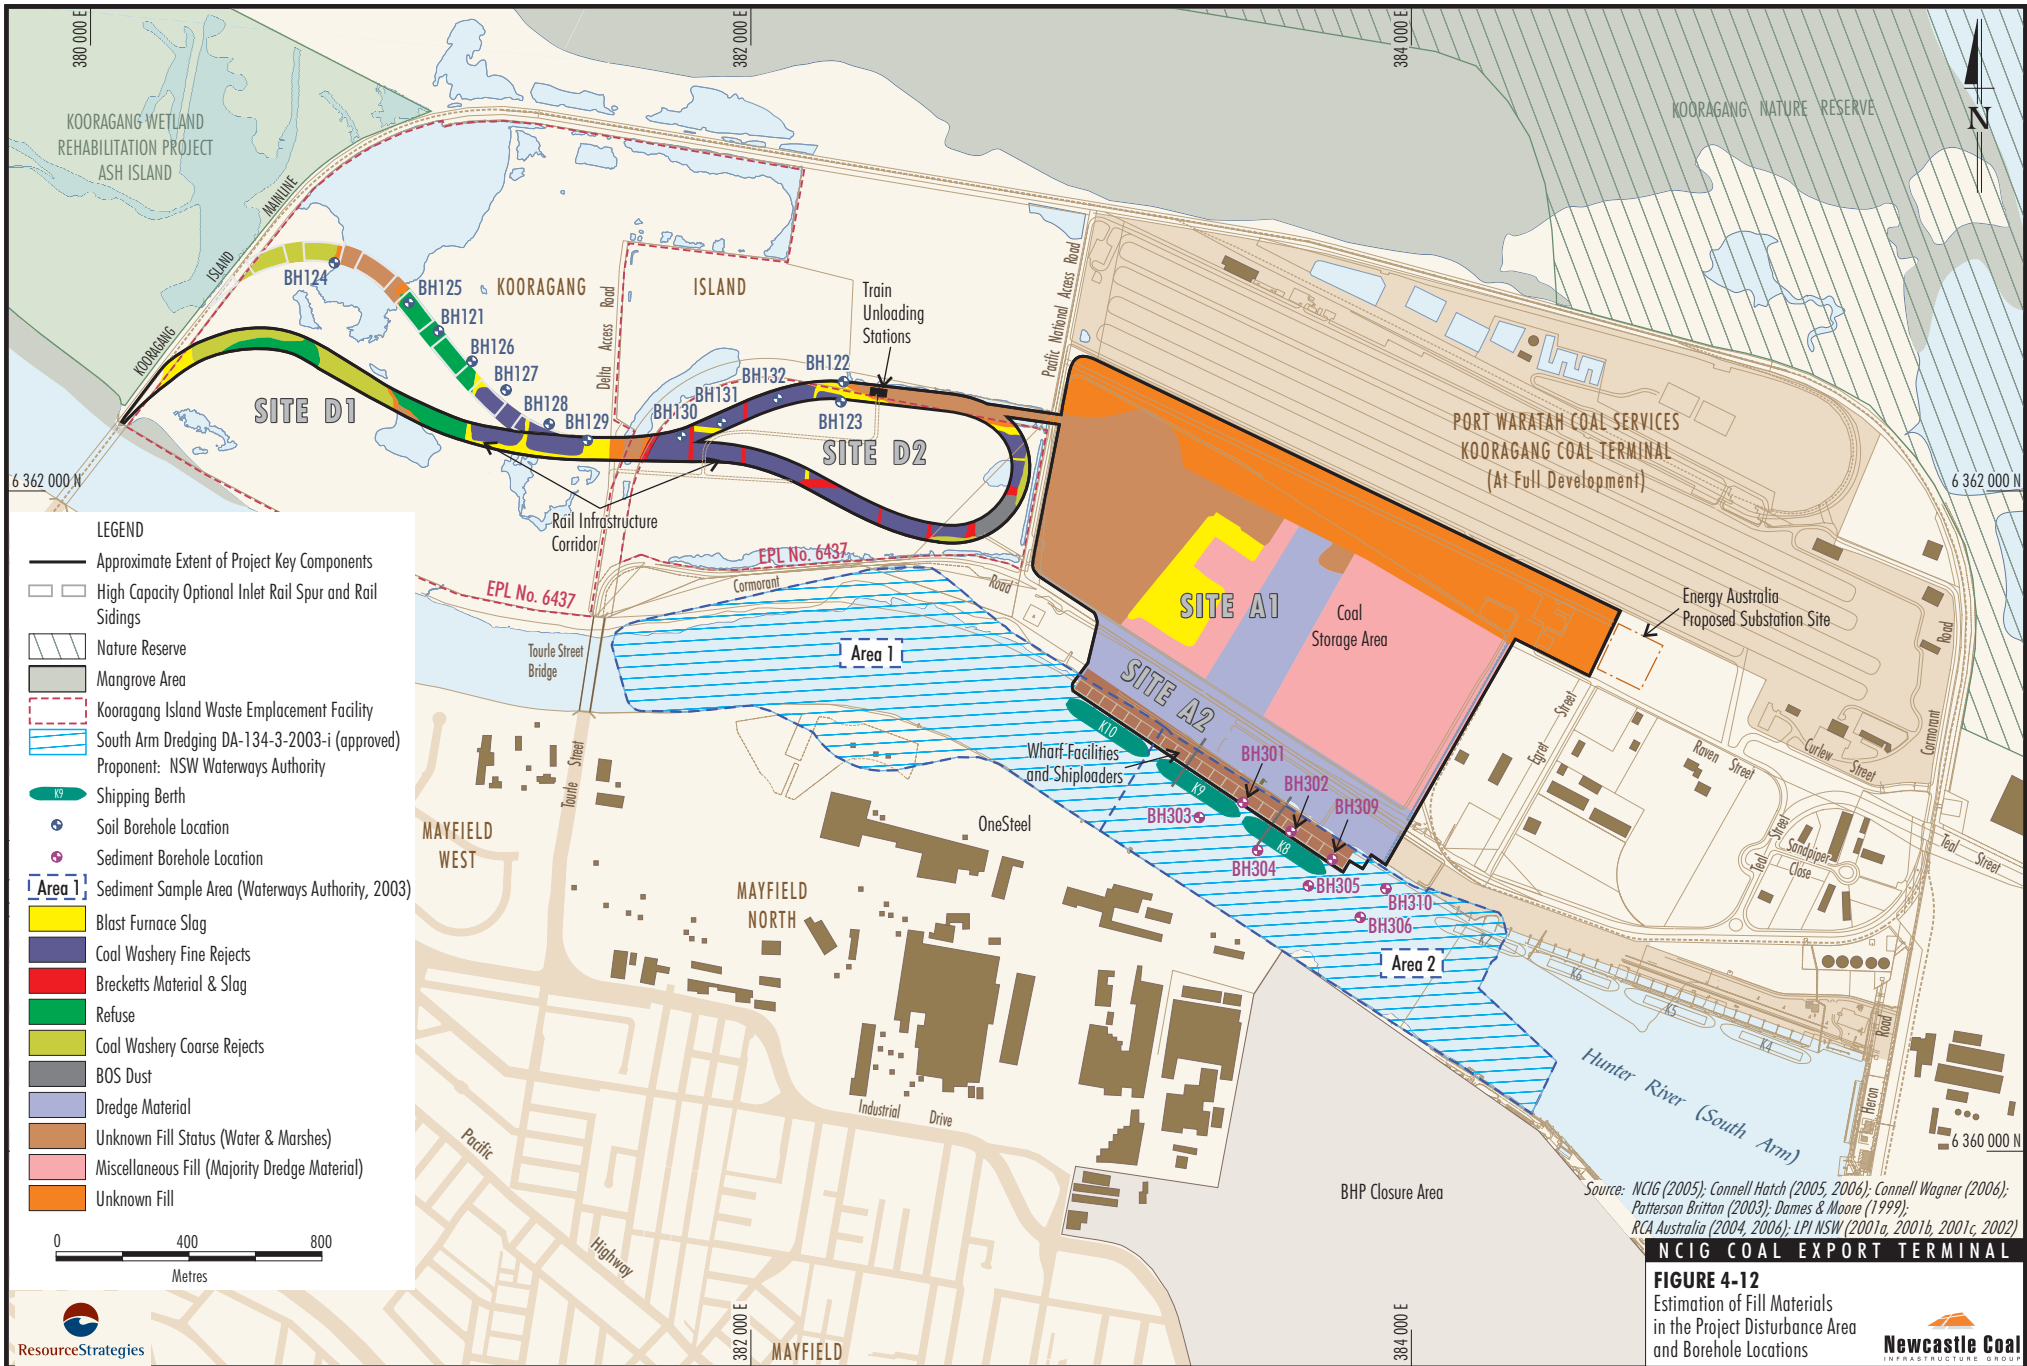 380 000 E
382 000 E
384 000 E
KOORAGANG WETLAND
REHABILITATION PROJECT
ASH ISLAND
KOORAGANG NATURE RESERVE
N
KOORAGANG
ISLAND
MAINLINE
BH124
BH125
BH121
BH126
BH127
BH128
BH129
BH130
BH131
BH132
BH122
BH123
KOORAGANG
ISLAND
Delta Access Road
Train
Unloading
Stations
Pacific National Access Road
SITE D1
SITE D2
PORT WARATAH COAL SERVICES
KOORAGANG COAL TERMINAL
(At Full Development)
6 362 000 N
6 362 000 N
Rail Infrastructure
Corridor
EPL No. 6437
EPL No. 6437
Cormorant
Road
SITE A1
Coal
Storage Area
Energy Australia
Proposed Substation Site
Tourle Street
Bridge
Area 1
SITE A2
K10
K9
K8
Wharf Facilities
and Shiploaders
BH301
BH302
BH309
BH303
BH304
BH305
BH310
BH306
Area 2
Egret
Street
Raven Street
Curlew Street
Cormorant
Road
Teal
Street
Sandpiper
Close
Teal Street
K7
K6
K5
K4
Heron
Road
Hunter River (South Arm)
6 360 000 N
Tourle Street
MAYFIELD
WEST
MAYFIELD
NORTH
OneSteel
Industrial Drive
Pacific
Highway
BHP Closure Area
MAYFIELD
LEGEND
Approximate Extent of Project Key Components
High Capacity Optional Inlet Rail Spur and Rail
Sidings
Nature Reserve
Mangrove Area
Kooragang Island Waste Emplacement Facility
South Arm Dredging DA-134-3-2003-i (approved)
Proponent: NSW Waterways Authority
K9 Shipping Berth
Soil Borehole Location
Sediment Borehole Location
Area 1 Sediment Sample Area (Waterways Authority, 2003)
Blast Furnace Slag
Coal Washery Fine Rejects
Brecketts Material & Slag
Refuse
Coal Washery Coarse Rejects
BOS Dust
Dredge Material
Unknown Fill Status (Water & Marshes)
Miscellaneous Fill (Majority Dredge Material)
Unknown Fill
0 400 800
Metres
ResourceStrategies
382 000 E
384 000 E
Source: NCIG (2005); Connell Hatch (2005, 2006); Connell Wagner (2006);
Patterson Britton (2003); Dames & Moore (1999);
RCA Australia (2004, 2006); LPI NSW (2001a, 2001b, 2001c, 2002)
NCIG COAL EXPORT TERMINAL
FIGURE 4-12
Estimation of Fill Materials
in the Project Disturbance Area
and Borehole Locations
Newcastle Coal
INFRASTRUCTURE GROUP